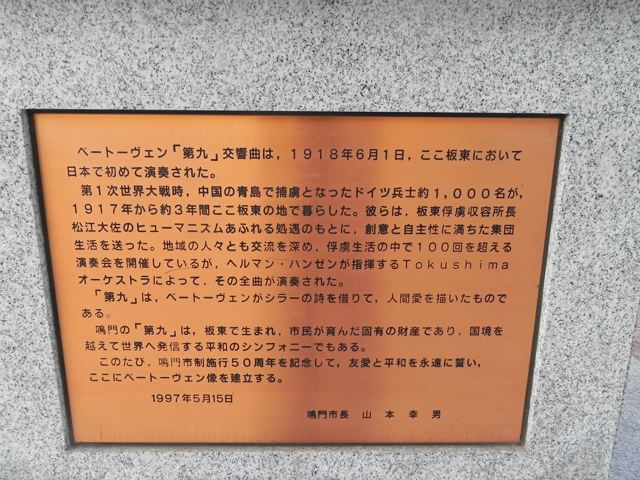 ベートーヴェン「第九」交響曲は，1918年6月1日，ここ板東において
日本で初めて演奏された。
第1次世界大戦時，中国の青島で捕虜となったドイツ兵士約1,000名が，
1917年から約3年間ここ板東の地で暮らした。彼らは，板東俘虜収容所長
松江大佐のヒューマニズムあふれる処遇のもとに，創意と自主性に満ちた集団
生活を送った。地域の人々とも交流を深め，俘虜生活の中で100回を超える
演奏会を開催しているが，ヘルマン・ハンゼンが指揮するTokushima
オーケストラによって，その全曲が演奏された。
「第九」は，ベートーヴェンがシラーの詩を借りて，人間愛を描いたもので
ある。
鳴門の「第九」は，板東で生まれ，市民が育んだ固有の財産であり，国境を
越えて世界へ発信する平和のシンフォニーでもある。
このたび，鳴門市制施行50周年を記念して，友愛と平和を永遠に誓い，
ここにベートーヴェン像を建立する。
1997年5月15日
鳴門市長 山本幸男